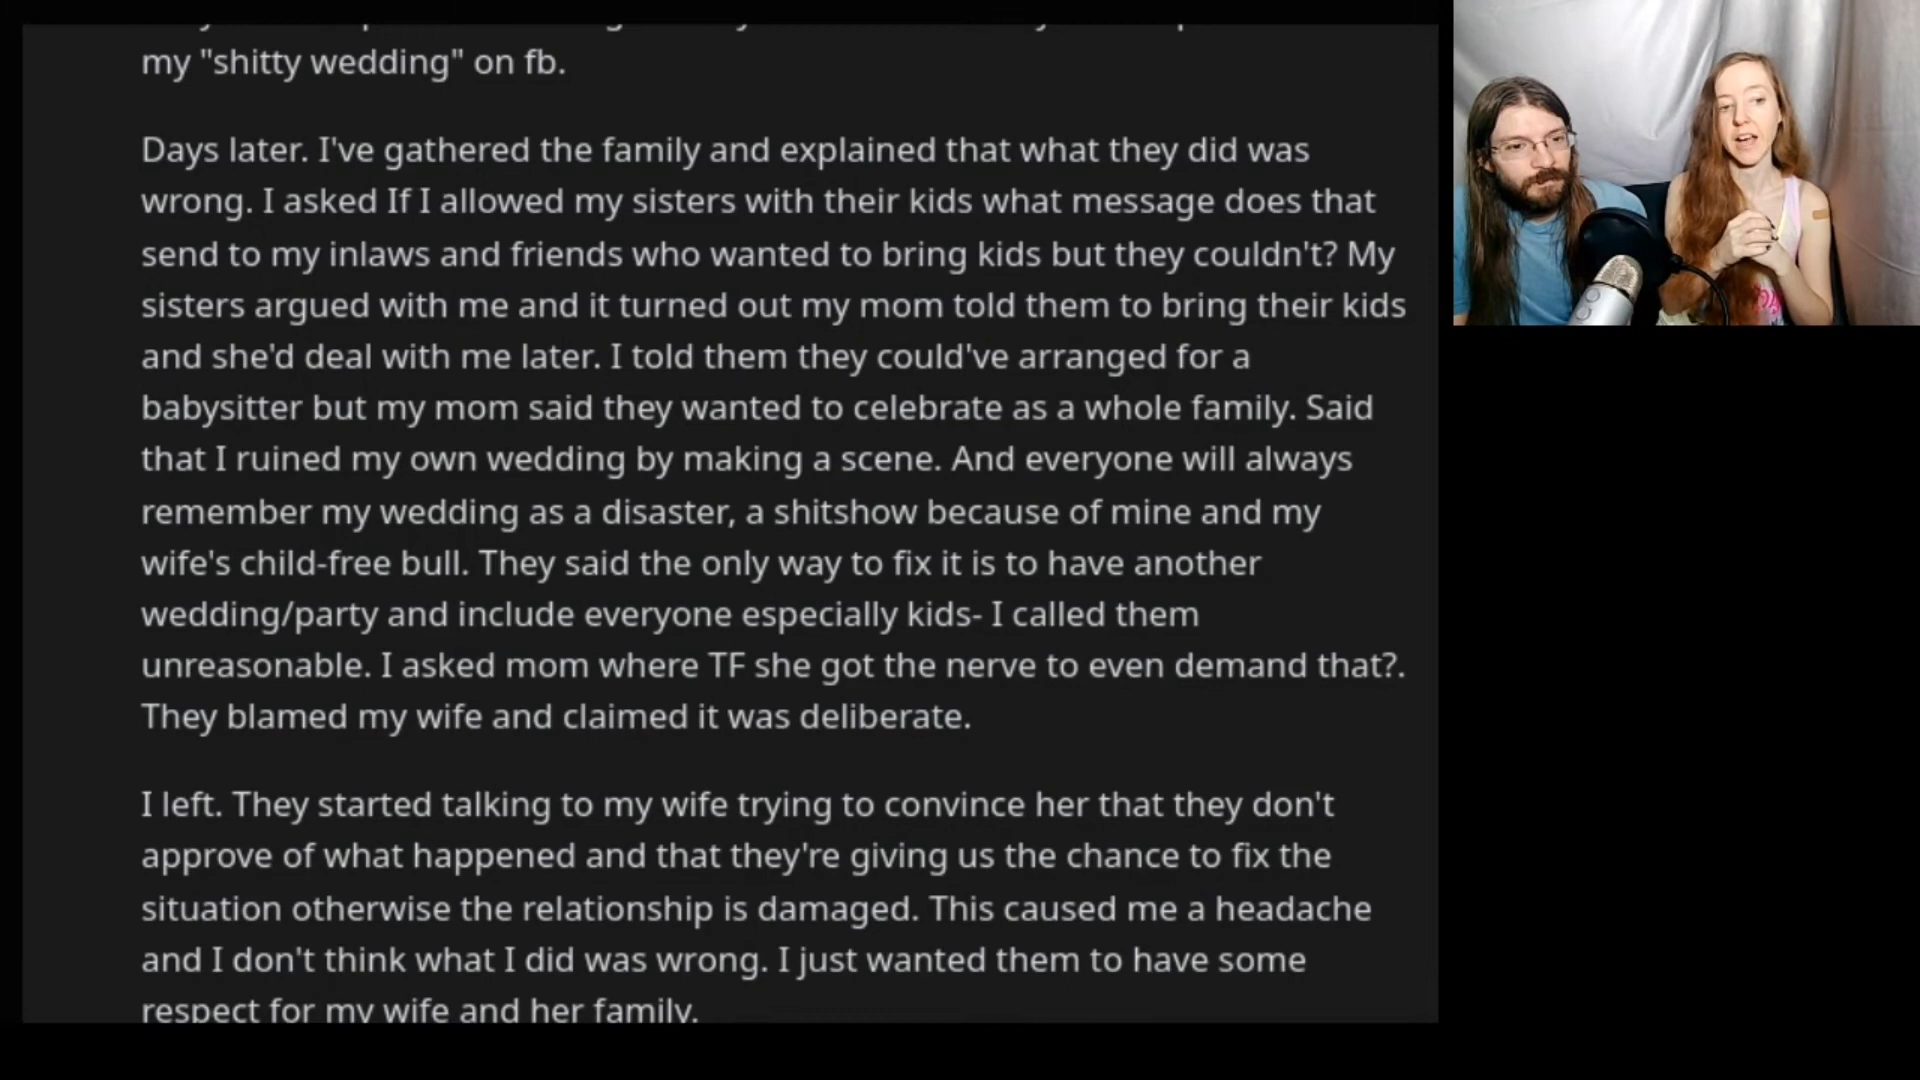 my "shitty wedding" on fb.
Days later. I've gathered the family and explained that what they did was
wrong. I asked If I allowed my sisters with their kids what message does that
send to my inlaws and friends who wanted to bring kids but they couldn't? My
sisters argued with me and it turned out my mom told them to bring their kids
and she'd deal with me later. I told them they could've arranged for a
babysitter but my mom said they wanted to celebrate as a whole family. Said
that I ruined my own wedding by making a scene. And everyone will always
remember my wedding as a disaster, a shitshow because of mine and my
wife's child-free bull. They said the only way to fix it is to have another
wedding/party and include everyone especially kids- I called them
unreasonable. I asked mom where TF she got the nerve to even demand that?.
They blamed my wife and claimed it was deliberate.
I left. They started talking to my wife trying to convince her that they don't
approve of what happened and that they're giving us the chance to fix the
situation otherwise the relationship is damaged. This caused me a headache
and I don't think what I did was wrong. I just wanted them to have some
respect for my wife and her family.